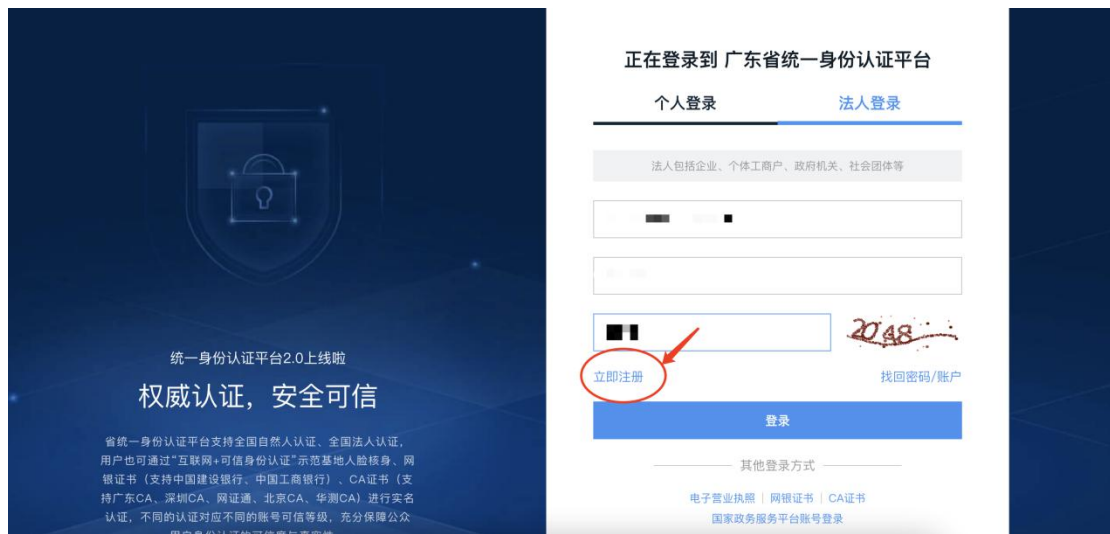 统一身份认证平台2.0上线啦
权威认证，安全可信
省统一身份认证平台支持全国自然人认证、全国法人认证，
用户也可通过“互联网+可信身份认证”示范基地人脸核身、网
银证书（支持中国建设银行、中国工商银行）、CA证书（支
持广东CA、深圳CA、网证通、北京CA、华测CA）进行实名
认证，不同的认证对应不同的账号可信等级，充分保障公众
正在登录到 广东省统一身份认证平台
个人登录 法人登录
法人包括企业、个体工商户、政府机关、社会团体等
2048
立即注册 找回密码/账户
登录
其他登录方式
电子营业执照 | 网银证书 | CA证书
国家政务服务平台账号登录